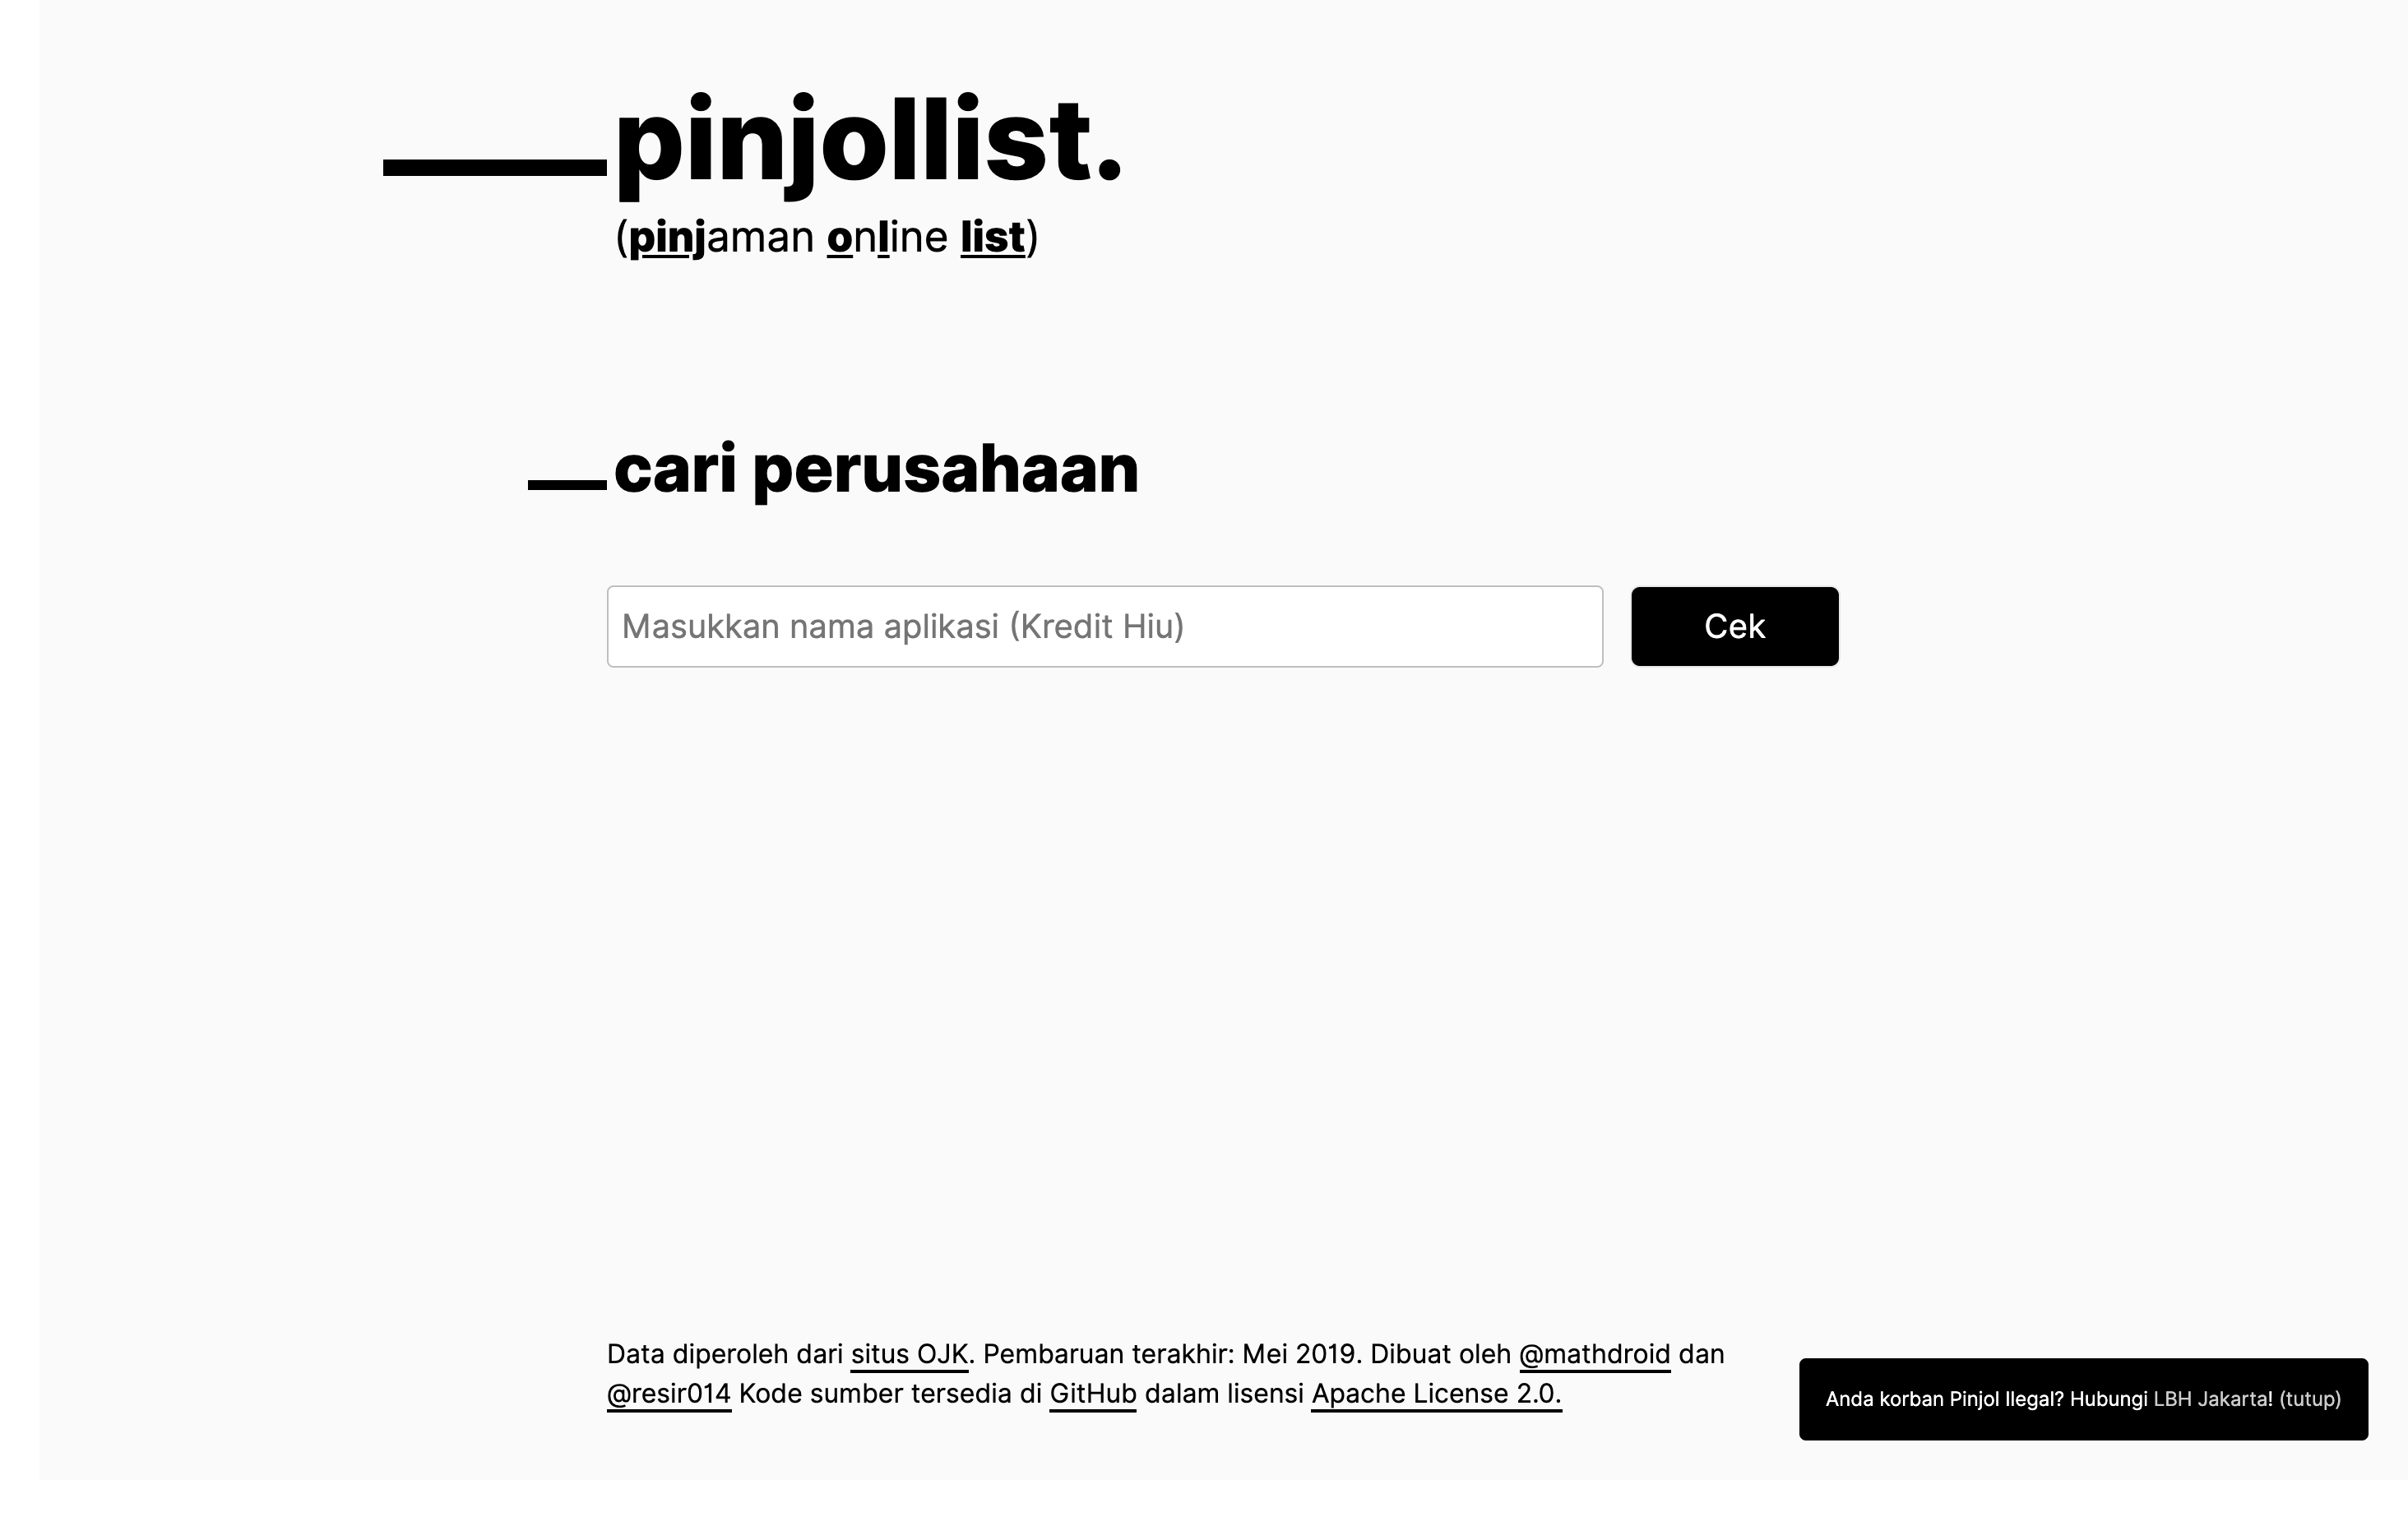 pinjollist.
(pinjaman online list)
cari perusahaan
Masukkan nama aplikasi (Kredit Hiu)
Cek
Data diperoleh dari situs OJK. Pembaruan terakhir: Mei 2019. Dibuat oleh @mathdroid dan
@resir014 Kode sumber tersedia di GitHub dalam lisensi Apache License 2.0.
Anda korban Pinjol Ilegal? Hubungi LBH Jakarta! (tutup)